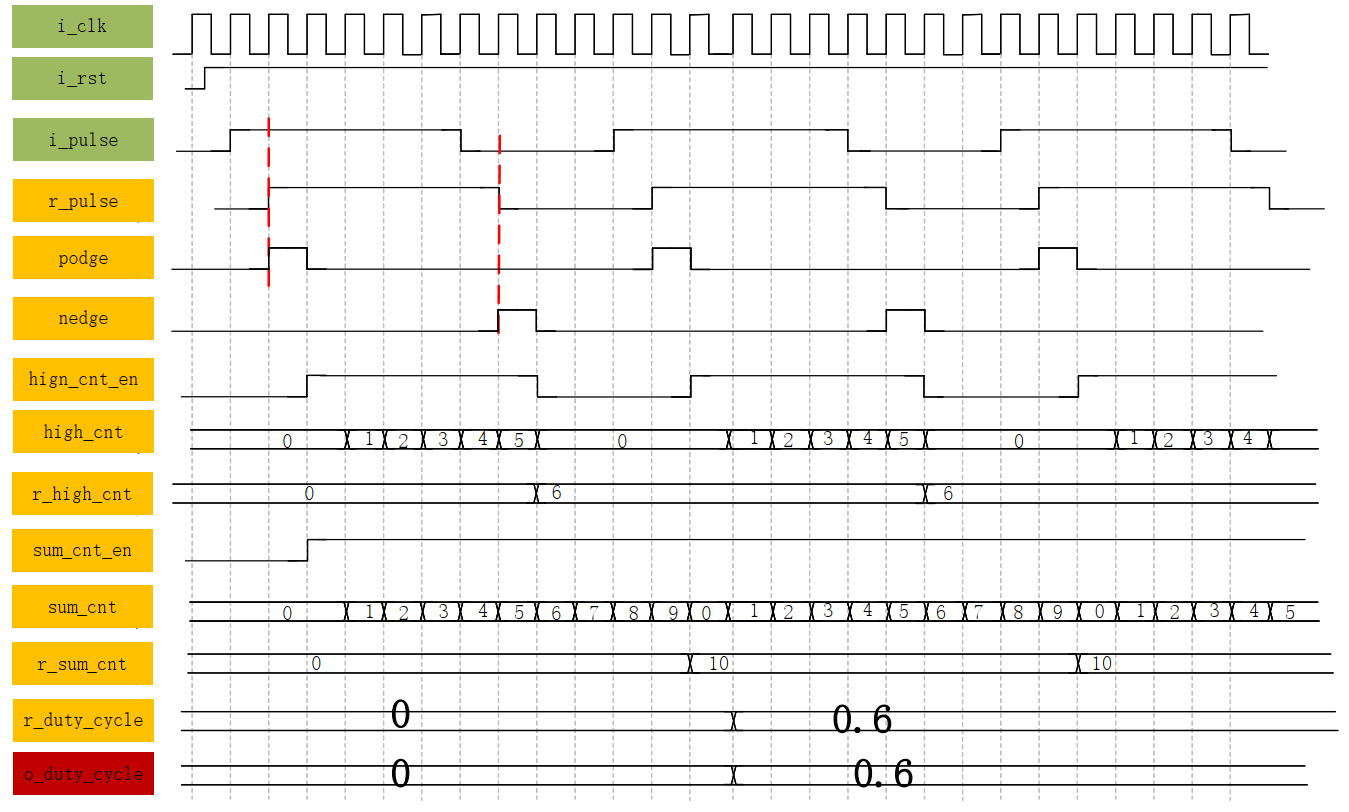 i_clk
i_rst
i_pulse
r_pulse
podge
nedge
hign_cnt_en
high_cnt 0 1 2 3 4 5 0 1 2 3 4 5 0 1 2 3 4
r_high_cnt 0 6 6
sum_cnt_en
sum_cnt 0 1 2 3 4 5 6 7 8 9 0 1 2 3 4 5 6 7 8 9 0 1 2 3 4 5
r_sum_cnt 0 10 10
r_duty_cycle 0 0.6
o_duty_cycle 0 0.6